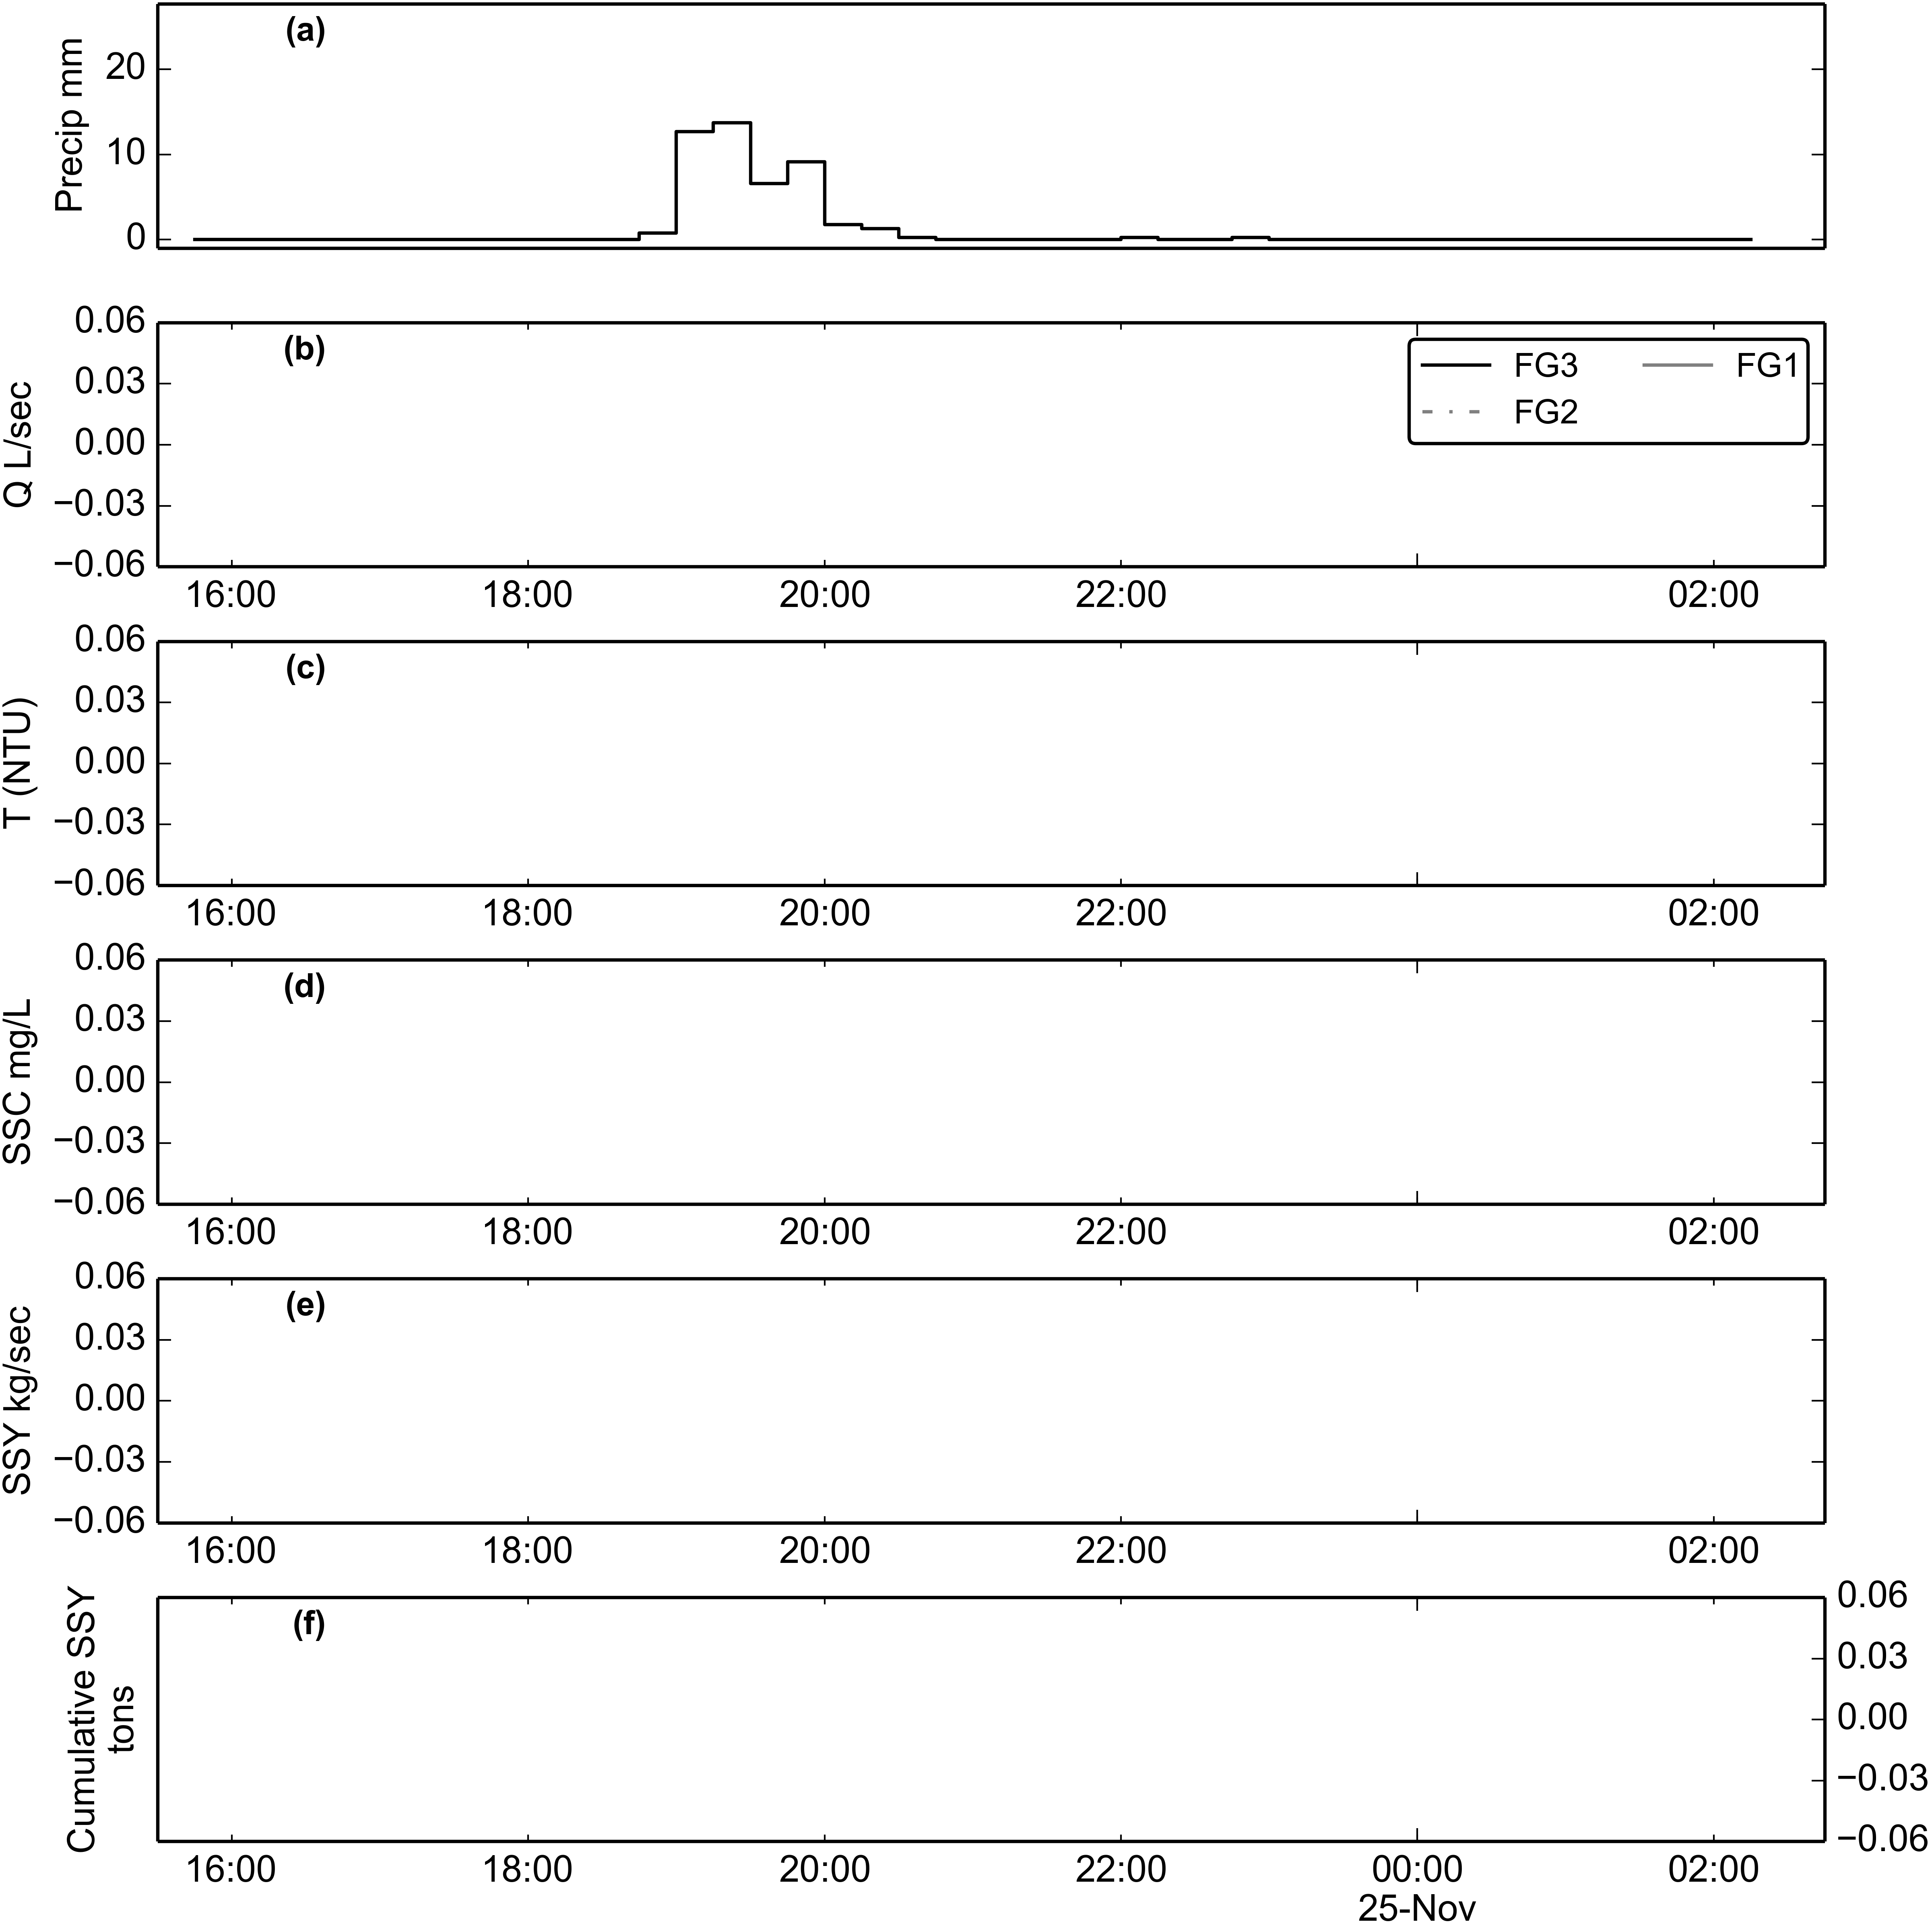 (a)
Precip mm
20
10
0
(b)
Q L/sec
0.06
0.03
0.00
−0.03
−0.06
FG3 FG1
FG2
16:00 18:00 20:00 22:00 02:00
(c)
T (NTU)
0.06
0.03
0.00
−0.03
−0.06
16:00 18:00 20:00 22:00 02:00
(d)
SSC mg/L
0.06
0.03
0.00
−0.03
−0.06
16:00 18:00 20:00 22:00 02:00
(e)
SSY kg/sec
0.06
0.03
0.00
−0.03
−0.06
16:00 18:00 20:00 22:00 02:00
(f)
Cumulative SSY
tons
0.06
0.03
0.00
−0.03
−0.06
16:00 18:00 20:00 22:00 00:00 02:00
25-Nov